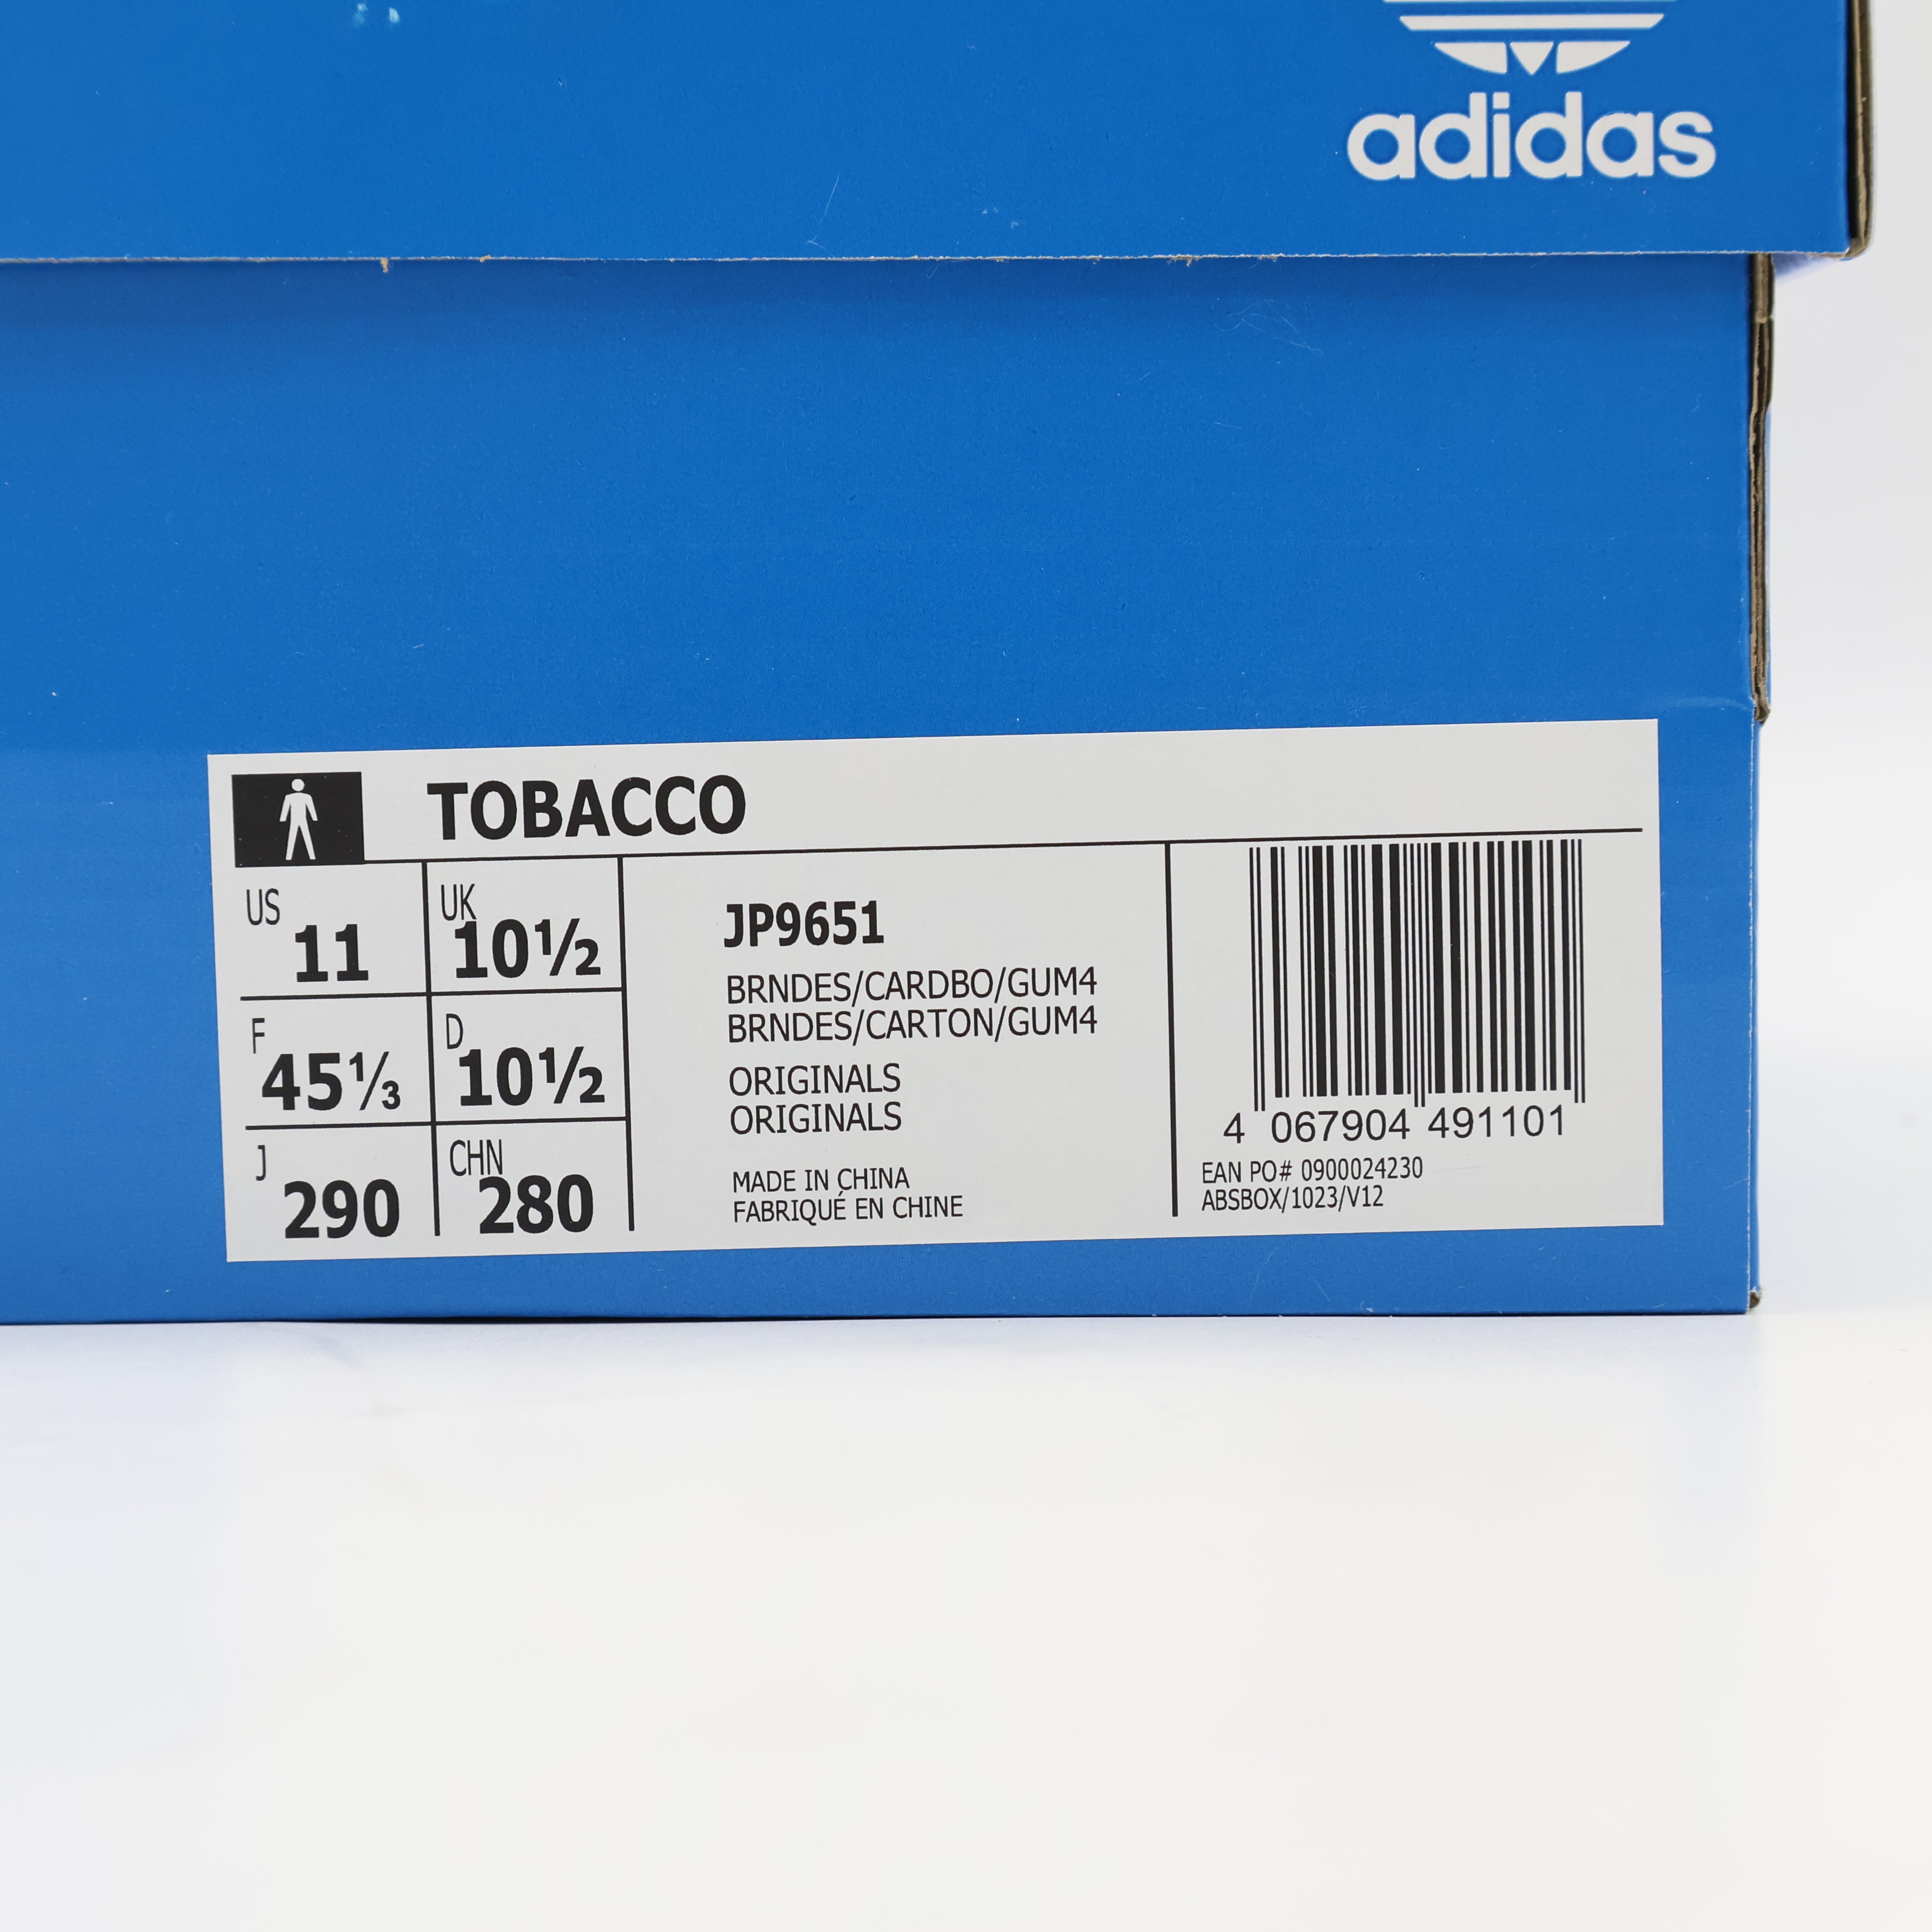 adidas
TOBACCO
US 11
UK 10½
F 45⅓
D 10½
J 290
CHN 280
JP9651
BRNDES/CARDBO/GUM4
BRNDES/CARTON/GUM4
ORIGINALS
ORIGINALS
MADE IN CHINA
FABRIQUÉ EN CHINE
4 067904 491101
EAN PO# 0900024230
ABSBOX/1023/V12